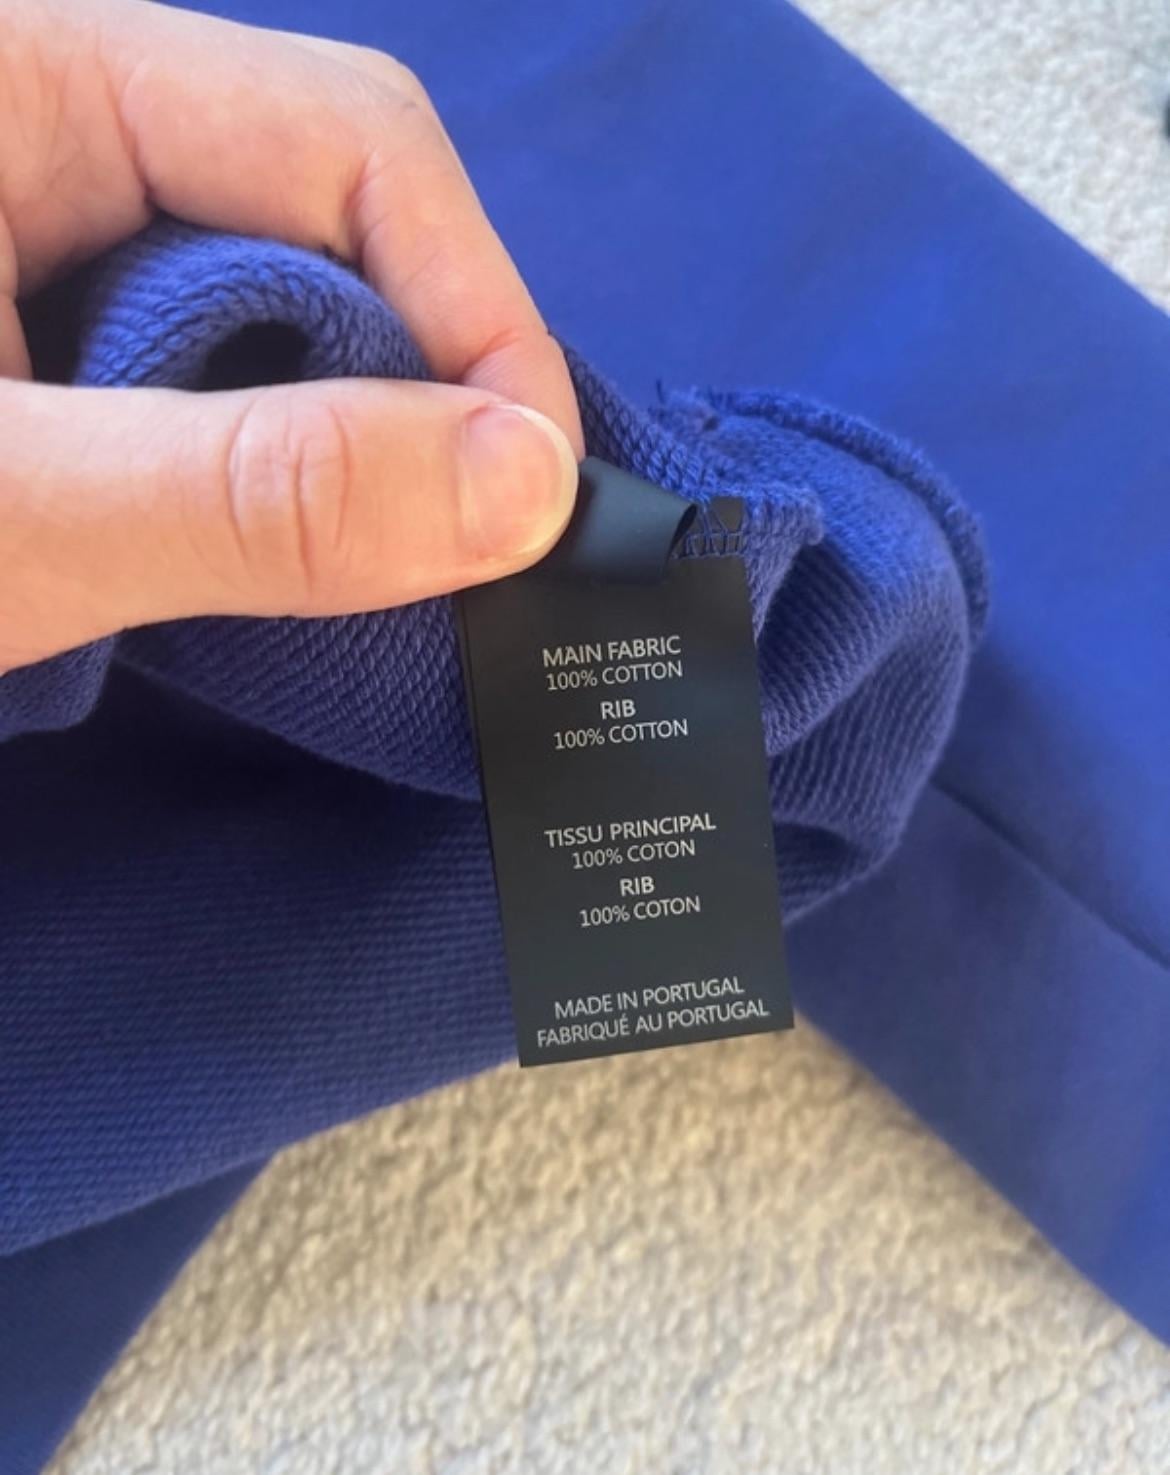 MAIN FABRIC
100% COTTON
RIB
100% COTTON
TISSU PRINCIPAL
100% COTON
RIB
100% COTON
MADE IN PORTUGAL
FABRIQUÉ AU PORTUGAL